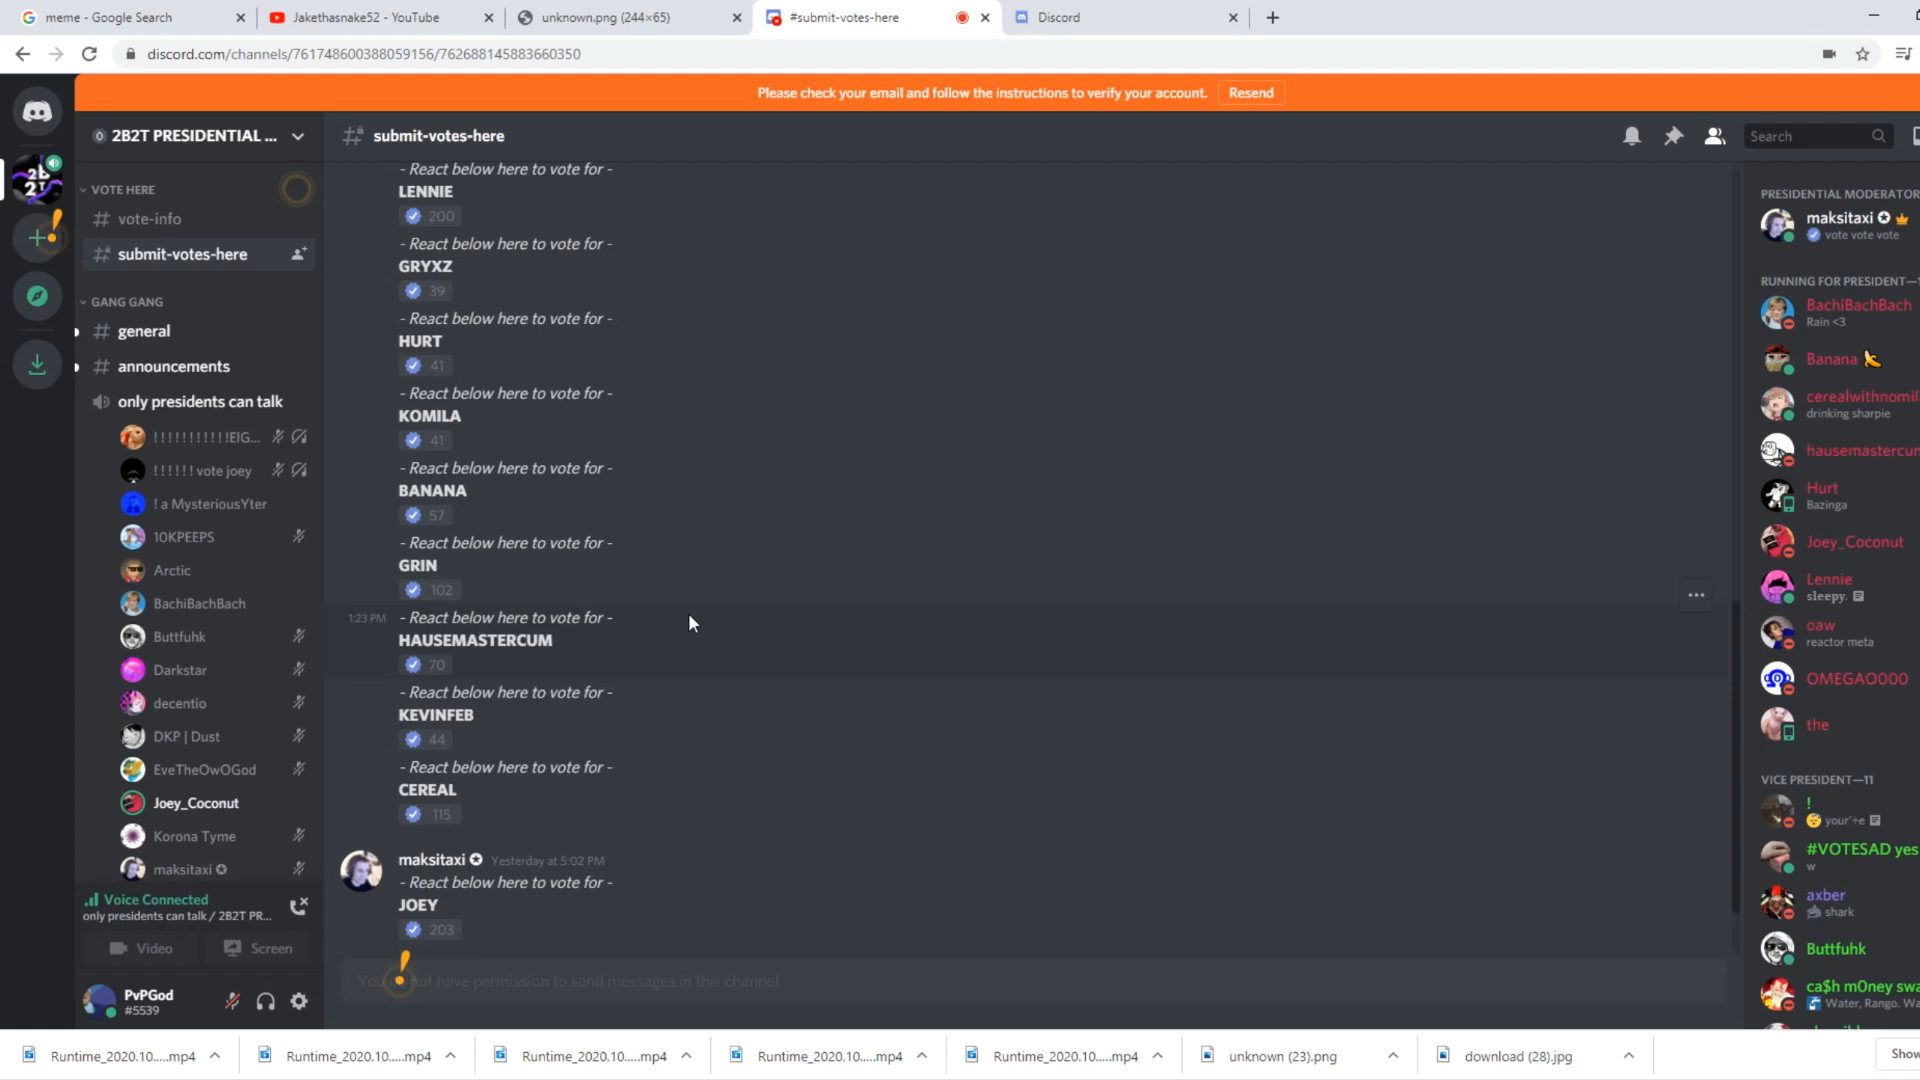 meme - Google Search
Jakethasnake52 - YouTube
unknown.png (244×65)
#submit-votes-here
Discord
discord.com/channels/761748600388059156/762688145883660350
Please check your email and follow the instructions to verify your account.
Resend
2B2T PRESIDENTIAL ...
submit-votes-here
Search
VOTE HERE
vote-info
submit-votes-here
GANG GANG
general
announcements
only presidents can talk
!!!!!!!!!!!EIG...
!!!!!! vote joey
! a MysteriousYter
10KPEEPS
Arctic
BachiBachBach
Buttfuhk
Darkstar
decentio
DKP | Dust
EveTheOwOGod
Joey_Coconut
Korona Tyme
maksitaxi
Voice Connected
only presidents can talk / 2B2T PR...
Video
Screen
PvPGod
#5539
- React below here to vote for -
LENNIE
200
- React below here to vote for -
GRYXZ
39
- React below here to vote for -
HURT
41
- React below here to vote for -
KOMILA
41
- React below here to vote for -
BANANA
57
- React below here to vote for -
GRIN
102
1:23 PM
- React below here to vote for -
HAUSEMASTERCUM
70
- React below here to vote for -
KEVINFEB
44
- React below here to vote for -
CEREAL
115
maksitaxi Yesterday at 5:02 PM
- React below here to vote for -
JOEY
203
You not have permission to send messages in this channel
PRESIDENTIAL MODERATOR
maksitaxi
vote vote vote
RUNNING FOR PRESIDENT—1
BachiBachBach
Rain <3
Banana 🍌
cerealwithnomil
drinking sharpie
hausemastercum
Hurt
Bazinga
Joey_Coconut
Lennie
sleepy.
oaw
reactor meta
OMEGAO000
the
VICE PRESIDENT—11
!
your'÷e
#VOTESAD yes
w
axber
shark
Buttfuhk
ca$h m0ney swa
Water, Rango. Wa
Runtime_2020.10.....mp4
Runtime_2020.10.....mp4
Runtime_2020.10.....mp4
Runtime_2020.10.....mp4
Runtime_2020.10.....mp4
unknown (23).png
download (28).jpg
Show